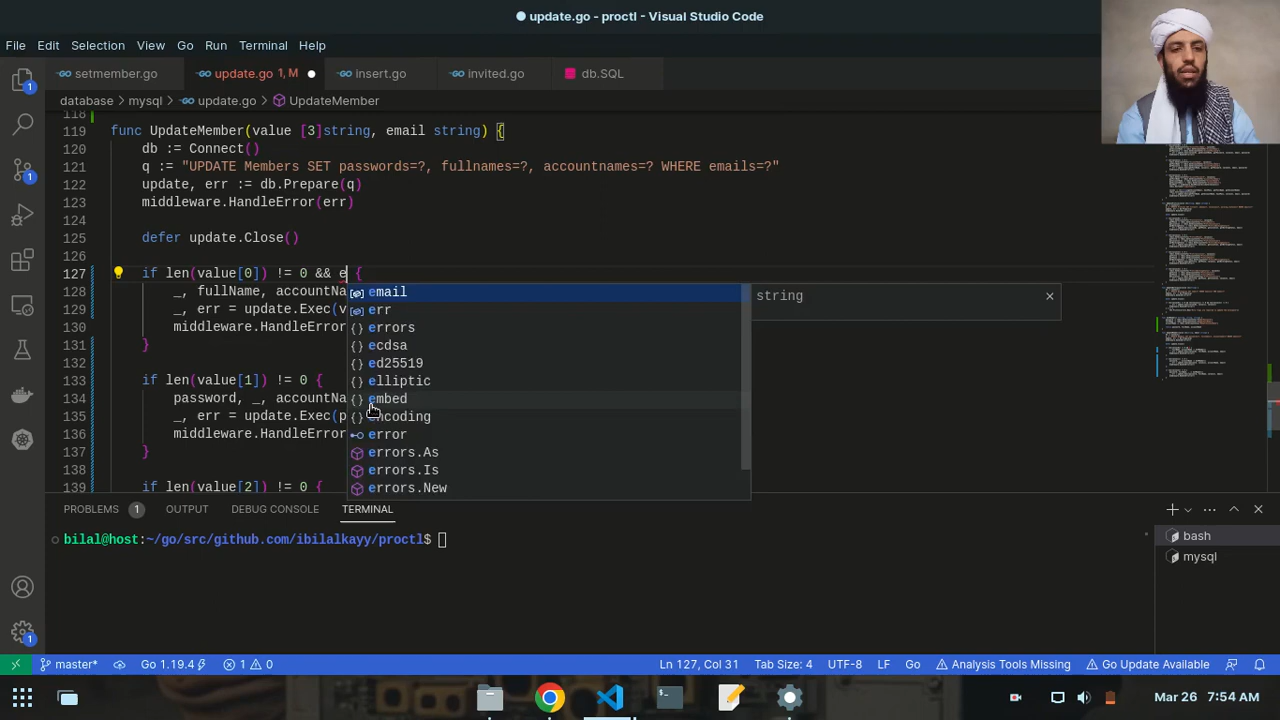 update.go - proctl - Visual Studio Code
File Edit Selection View Go Run Terminal Help
setmember.go update.go 1, M insert.go invited.go db.SQL
database > mysql > update.go > UpdateMember
118
119 func UpdateMember(value [3]string, email string) {
120 db := Connect()
121 q := "UPDATE Members SET passwords=?, fullnames=?, accountnames=? WHERE emails=?"
122 update, err := db.Prepare(q)
123 middleware.HandleError(err)
124
125 defer update.Close()
126
127 if len(value[0]) != 0 && e {
128 _, fullName, accountNa
129 _, err = update.Exec(v
130 middleware.HandleError
131 }
132
133 if len(value[1]) != 0 {
134 password, _, accountNa
135 _, err = update.Exec(p
136 middleware.HandleError
137 }
138
139 if len(value[2]) != 0 {
email
string
err
errors
ecdsa
ed25519
elliptic
embed
encoding
error
errors.As
errors.Is
errors.New
PROBLEMS 1 OUTPUT DEBUG CONSOLE TERMINAL
bilal@host:~/go/src/github.com/ibilalkayy/proctl$
bash
mysql
master* Go 1.19.4 1 0 Ln 127, Col 31 Tab Size: 4 UTF-8 LF Go Analysis Tools Missing Go Update Available
Mar 26 7:54 AM